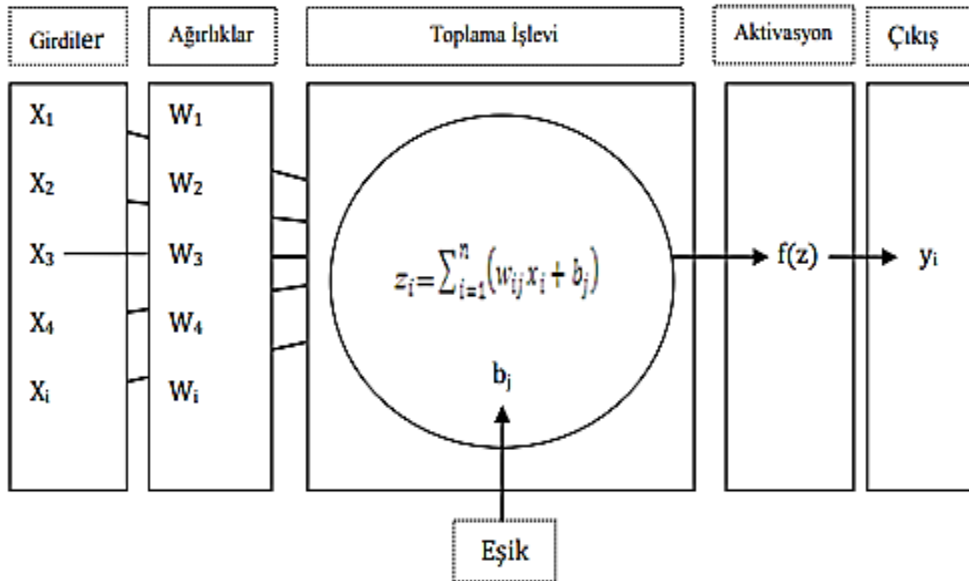 Girdiler Ağırlıklar Toplama İşlevi Aktivasyon Çıkış
X₁ W₁
X₂ W₂
X₃ W₃ zᵢ=∑ⁿᵢ₌₁(wᵢⱼxᵢ+bⱼ) f(z) yᵢ
X₄ W₄
Xᵢ Wᵢ bⱼ
Eşik